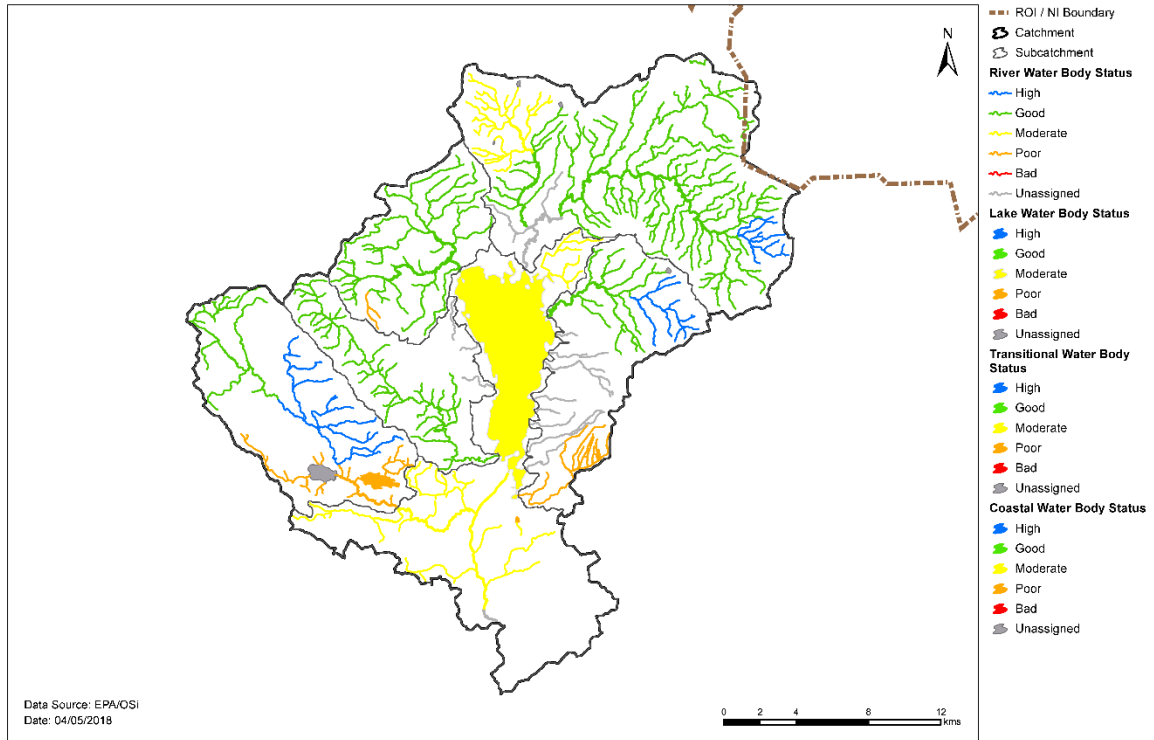 N
Data Source: EPA/OSi
Date: 04/05/2018
0 2 4 8 12
kms
ROI / NI Boundary
Catchment
Subcatchment
River Water Body Status
High
Good
Moderate
Poor
Bad
Unassigned
Lake Water Body Status
High
Good
Moderate
Poor
Bad
Unassigned
Transitional Water Body
Status
High
Good
Moderate
Poor
Bad
Unassigned
Coastal Water Body Status
High
Good
Moderate
Poor
Bad
Unassigned